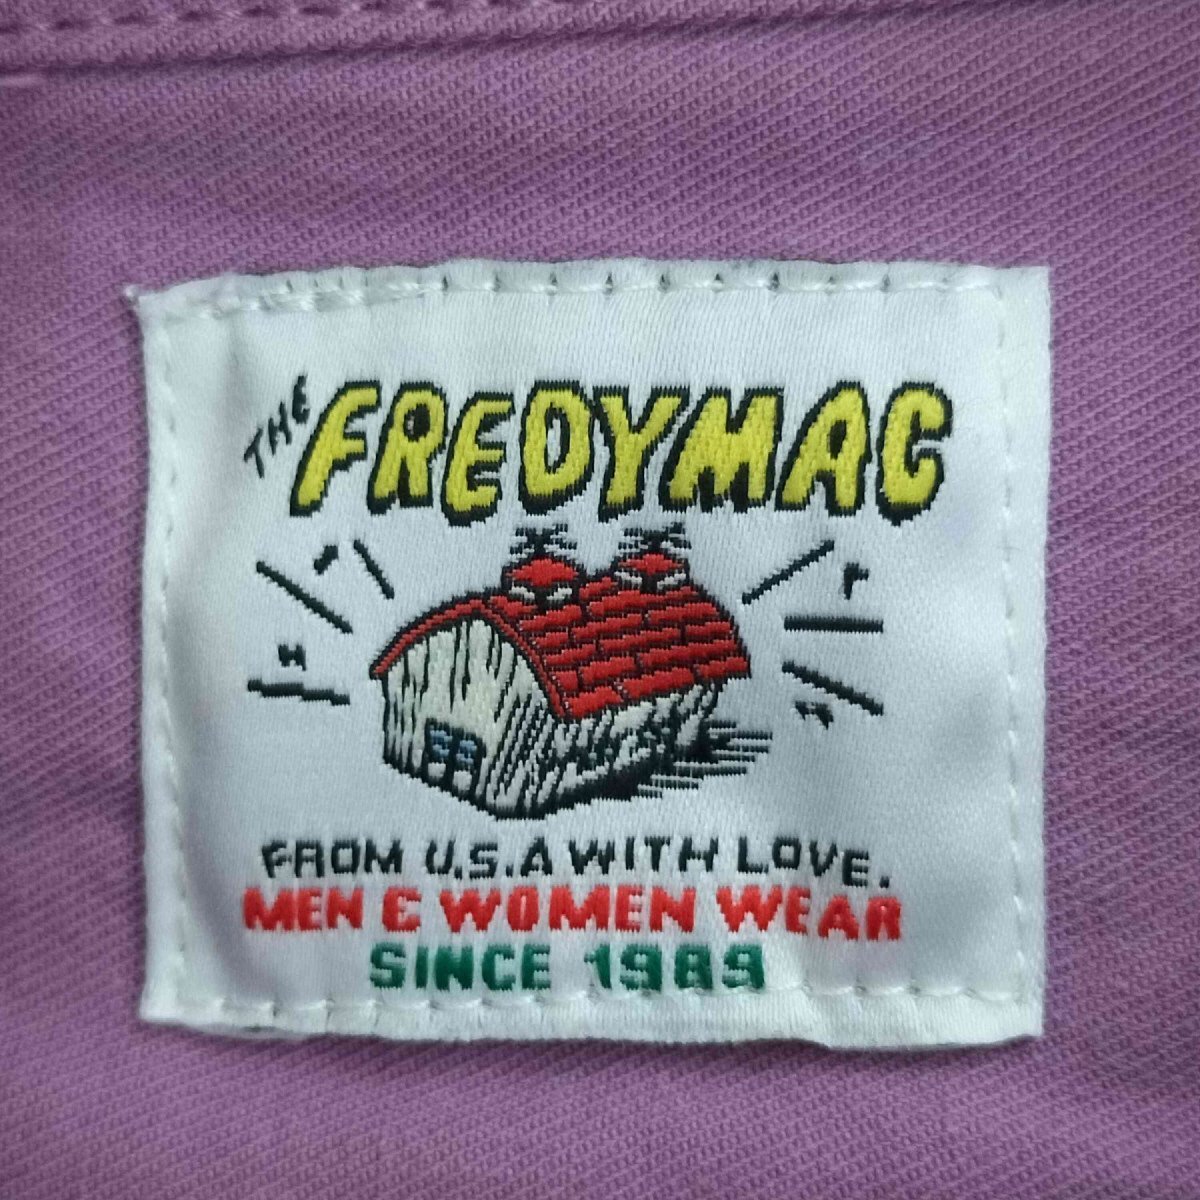 THE FREDYMAC
FROM U.S.A WITH LOVE.
MEN & WOMEN WEAR
SINCE 1989